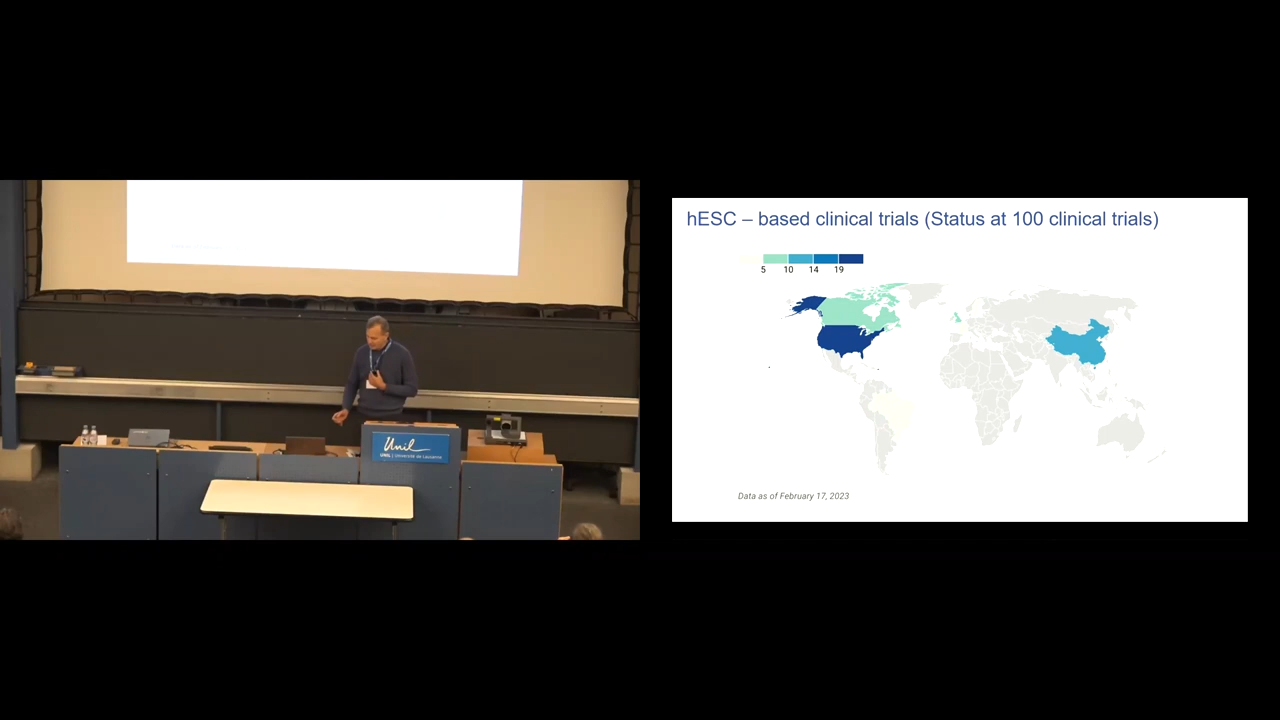 Unil
UNIL | Université de Lausanne
hESC – based clinical trials (Status at 100 clinical trials)
5 10 14 19
Data as of February 17, 2023